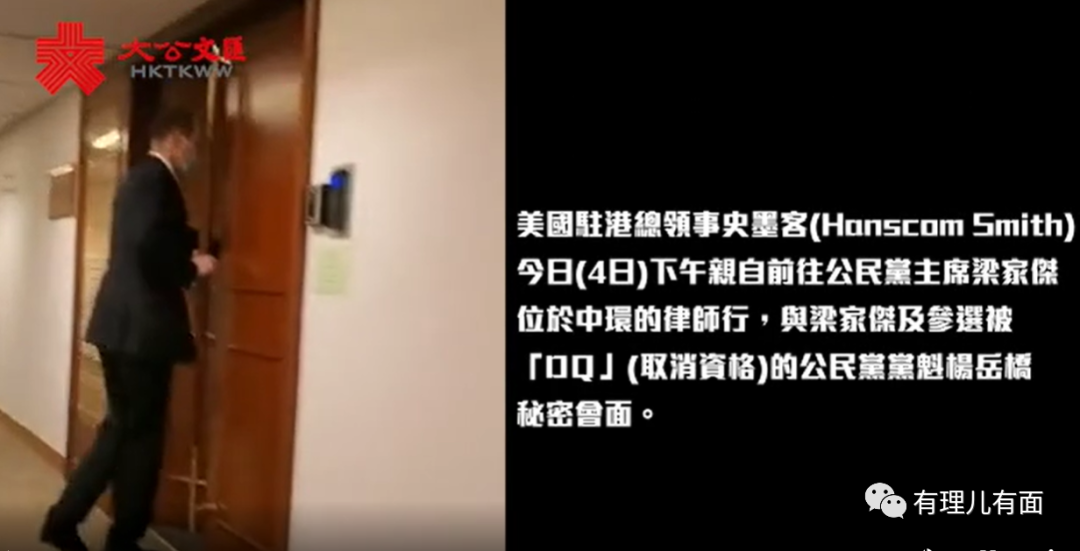 大公文匯
HKTKWW
美國駐港總領事史墨客(Hanscom Smith)
今日(4日)下午親自前往公民黨主席梁家傑
位於中環的律師行，與梁家傑及參選被
「DQ」(取消資格)的公民黨黨魁楊岳橋
秘密會面。
有理儿有面